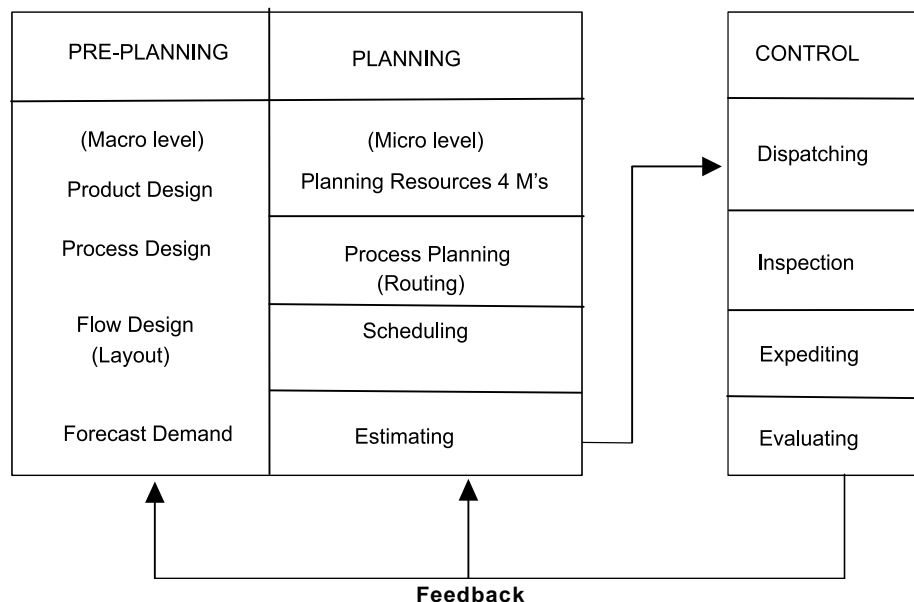 PRE-PLANNING
(Macro level)
Product Design
Process Design
Flow Design
(Layout)
Forecast Demand
PLANNING
(Micro level)
Planning Resources 4 M's
Process Planning
(Routing)
Scheduling
Estimating
CONTROL
Dispatching
Inspection
Expediting
Evaluating
Feedback